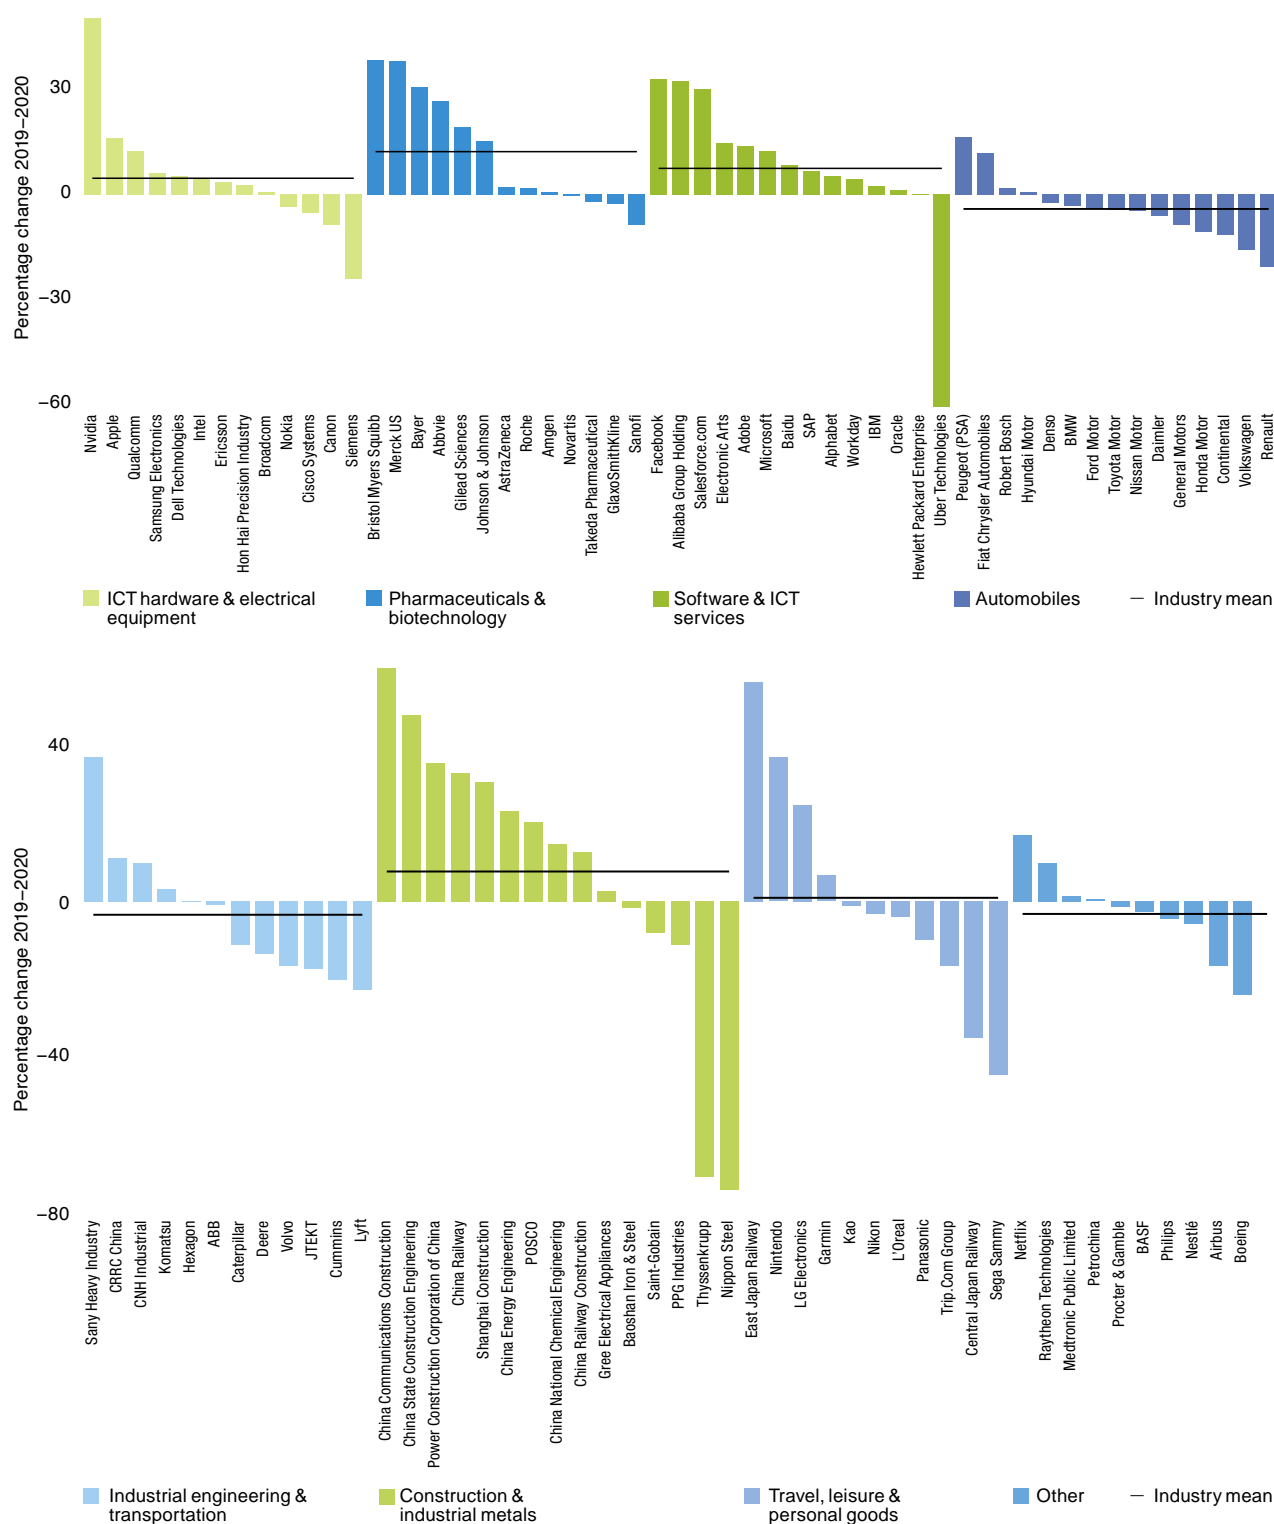 Percentage change 2019–2020
30
0
−30
−60
Nvidia
Apple
Qualcomm
Samsung Electronics
Dell Technologies
Intel
Ericsson
Hon Hai Precision Industry
Broadcom
Nokia
Cisco Systems
Canon
Siemens
Bristol Myers Squibb
Merck US
Bayer
Abbvie
Gilead Sciences
Johnson & Johnson
AstraZeneca
Roche
Amgen
Novartis
Takeda Pharmaceutical
GlaxoSmithKline
Sanofi
Facebook
Alibaba Group Holding
Salesforce.com
Electronic Arts
Adobe
Microsoft
Baidu
SAP
Alphabet
Workday
IBM
Oracle
Hewlett Packard Enterprise
Uber Technologies
Peugeot (PSA)
Fiat Chrysler Automobiles
Robert Bosch
Hyundai Motor
Denso
BMW
Ford Motor
Toyota Motor
Nissan Motor
Daimler
General Motors
Honda Motor
Continental
Volkswagen
Renault
ICT hardware & electrical
equipment
Pharmaceuticals &
biotechnology
Software & ICT
services
Automobiles
Industry mean
Percentage change 2019–2020
40
0
−40
−80
Sany Heavy Industry
CRRC China
CNH Industrial
Komatsu
Hexagon
ABB
Caterpillar
Deere
Volvo
JTEKT
Cummins
Lyft
China Communications Construction
China State Construction Engineering
Power Construction Corporation of China
China Railway
Shanghai Construction
China Energy Engineering
POSCO
China National Chemical Engineering
China Railway Construction
Gree Electrical Appliances
Baoshan Iron & Steel
Saint-Gobain
PPG Industries
Thyssenkrupp
Nippon Steel
East Japan Railway
Nintendo
LG Electronics
Garmin
Kao
Nikon
L'Oreal
Panasonic
Trip.Com Group
Central Japan Railway
Sega Sammy
Netflix
Raytheon Technologies
Medtronic Public Limited
Petrochina
Procter & Gamble
BASF
Philips
Nestlé
Airbus
Boeing
Industrial engineering &
transportation
Construction &
industrial metals
Travel, leisure &
personal goods
Other
Industry mean